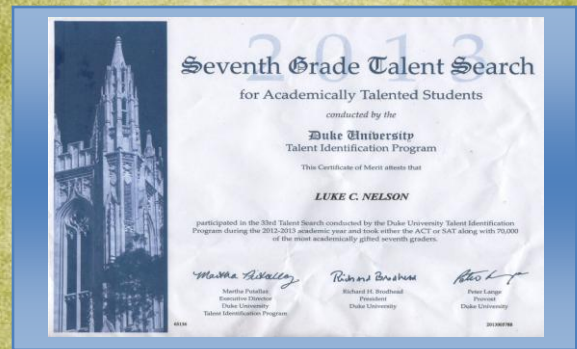 2013
Seventh Grade Talent Search
for Academically Talented Students
conducted by the
Duke University
Talent Identification Program
This Certificate of Merit attests that
LUKE C. NELSON
participated in the 33rd Talent Search conducted by the Duke University Talent Identification
Program during the 2012-2013 academic year and took either the ACT or SAT along with 70,000
of the most academically gifted seventh graders.
Martha Putallaz
Executive Director
Duke University
Talent Identification Program
Richard H. Brodhead
President
Duke University
Peter Lange
Provost
Duke University